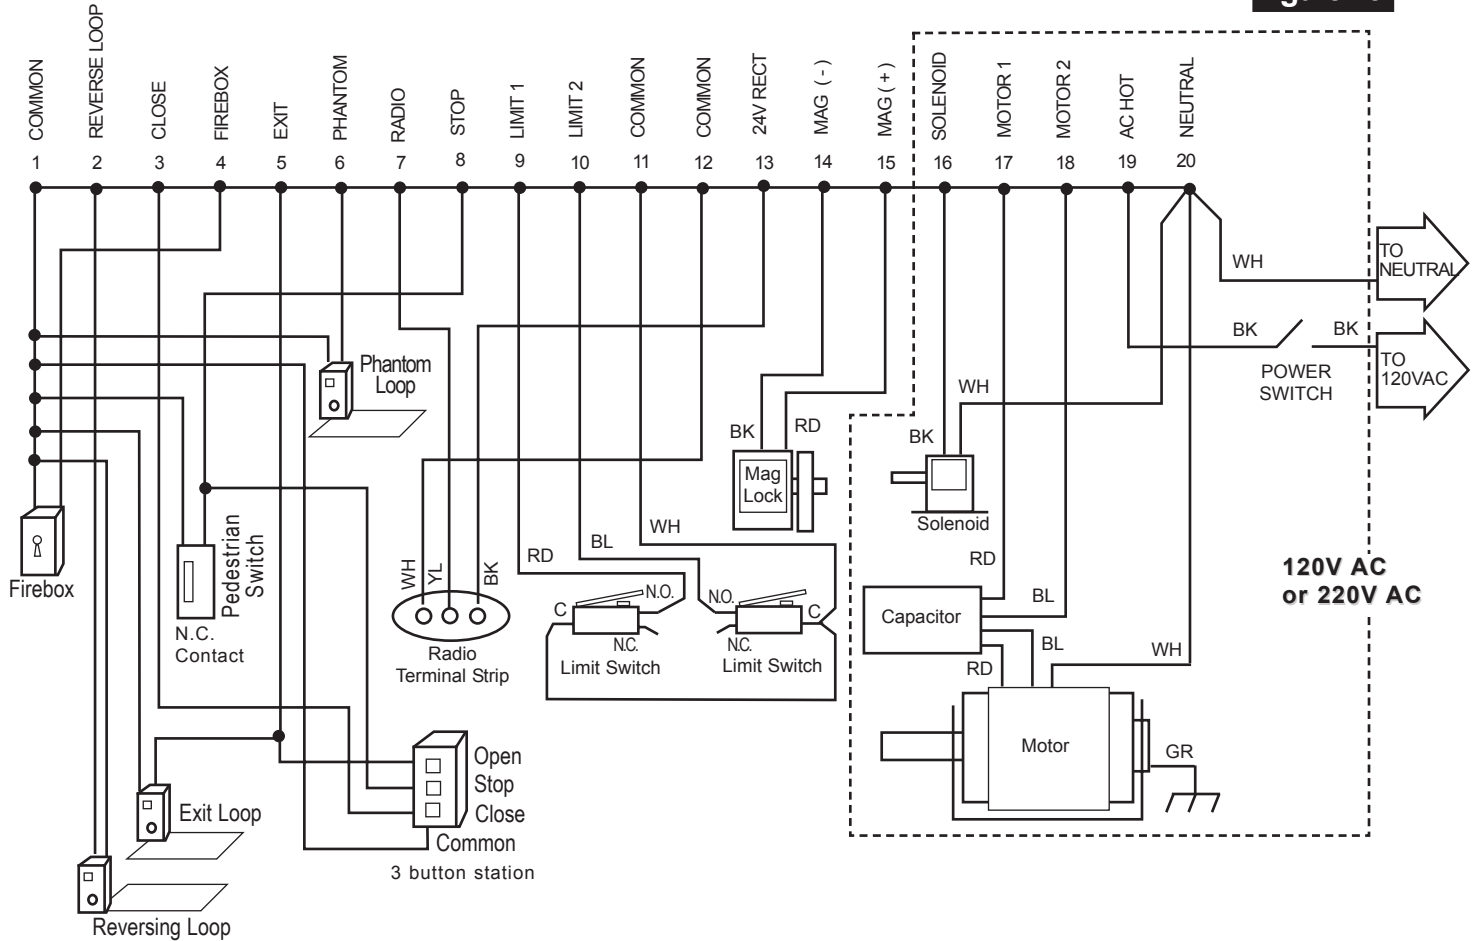 COMMON
REVERSE LOOP
CLOSE
FIREBOX
EXIT
PHANTOM
RADIO
STOP
LIMIT 1
LIMIT 2
COMMON
COMMON
24V RECT
MAG ( - )
MAG ( + )
SOLENOID
MOTOR 1
MOTOR 2
AC HOT
NEUTRAL
1 2 3 4 5 6 7 8 9 10 11 12 13 14 15 16 17 18 19 20
WH
TO
NEUTRAL
BK
BK
TO
120VAC
POWER
SWITCH
Phantom
Loop
WH
BK
RD
BK
Mag
Lock
Solenoid
Firebox
Pedestrian
Switch
N.C.
Contact
WH
YL
BK
Radio
Terminal Strip
RD
BL
WH
C
N.O.
N.C.
Limit Switch
N.O.
C
N.C.
Limit Switch
RD
BL
Capacitor
BL
RD
WH
120V AC
or 220V AC
Motor
GR
Open
Stop
Close
Common
3 button station
Exit Loop
Reversing Loop